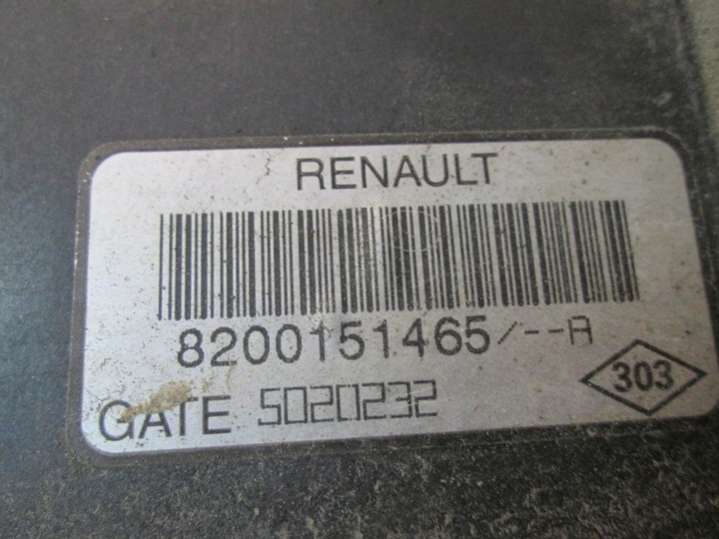 RENAULT
8200151465/--A
303
GATE 5020232